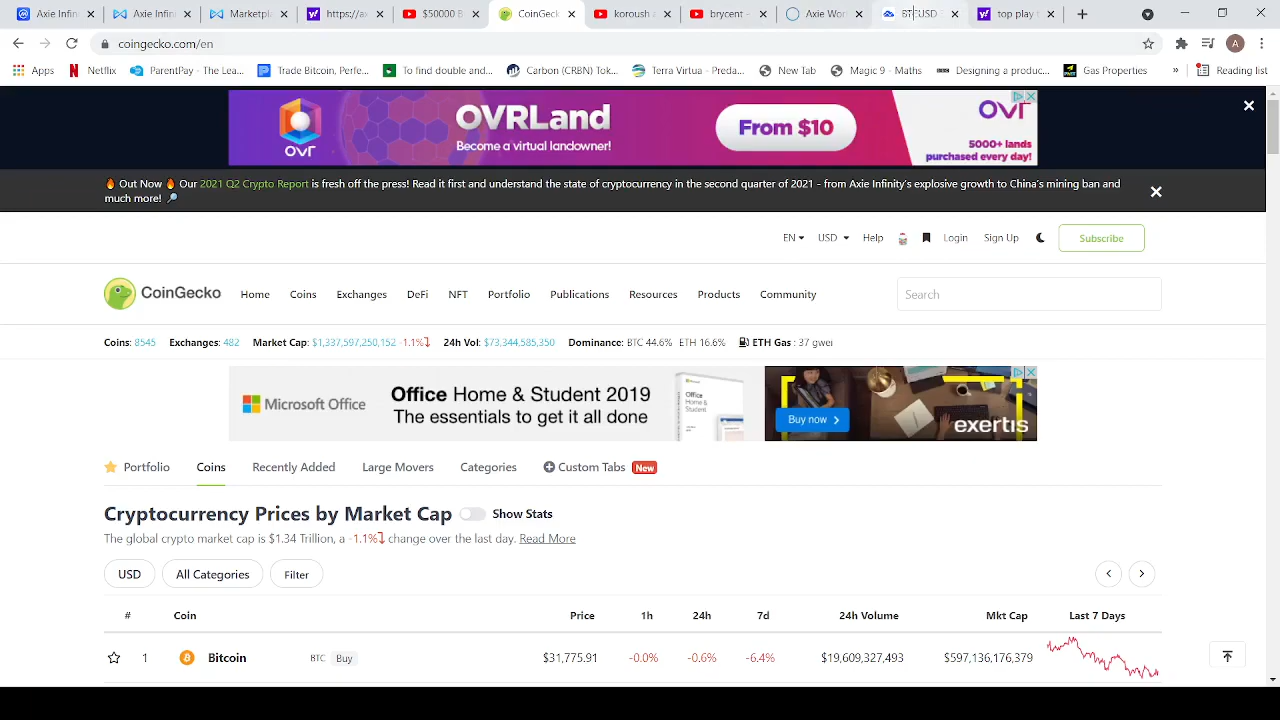 Axie Infini
Axie Infini
Marketpla
https://ax
$50000 B
CoinGeck
koroush a
brycent -
Axie Wor
BTCUSD
top play t
coingecko.com/en
Apps
Netflix
ParentPay - The Lea...
Trade Bitcoin, Perfe...
To find double and...
Carbon (CRBN) Tok...
Terra Virtua - Preda...
New Tab
Magic 9 - Maths
BBC
Designing a produc...
Gas Properties
»
Reading list
A
OVR
OVRLand
Become a virtual landowner!
From $10
OVr
5000+ lands
purchased every day!
🔥 Out Now 🔥 Our 2021 Q2 Crypto Report is fresh off the press! Read it first and understand the state of cryptocurrency in the second quarter of 2021 - from Axie Infinity's explosive growth to China's mining ban and
much more! 🔎
EN USD Help Login Sign Up Subscribe
CoinGecko Home Coins Exchanges DeFi NFT Portfolio Publications Resources Products Community Search
Coins: 8545 Exchanges: 482 Market Cap: $1,337,597,250,152 -1.1% 24h Vol: $73,344,585,350 Dominance: BTC 44.6% ETH 16.6% ETH Gas : 37 gwei
Microsoft Office
Office Home & Student 2019
The essentials to get it all done
Office
Home &
Student
Buy now
exertis
Portfolio Coins Recently Added Large Movers Categories Custom Tabs New
Cryptocurrency Prices by Market Cap Show Stats
The global crypto market cap is $1.34 Trillion, a -1.1% change over the last day. Read More
USD All Categories Filter
# Coin Price 1h 24h 7d 24h Volume Mkt Cap Last 7 Days
1 Bitcoin BTC Buy $31,775.91 -0.0% -0.6% -6.4% $19,609,327,493 $597,136,176,379